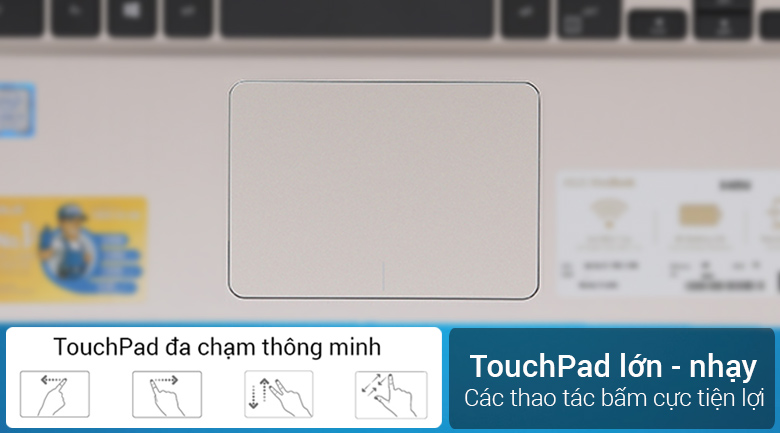 TouchPad đa chạm thông minh
TouchPad lớn - nhạy
Các thao tác bấm cực tiện lợi